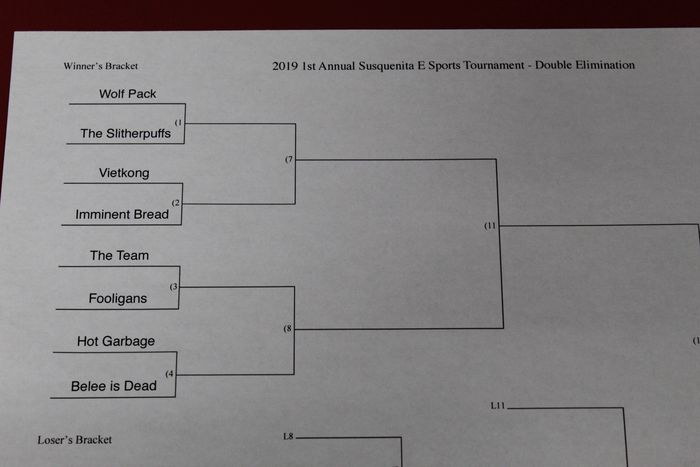 Winner's Bracket
2019 1st Annual Susquenita E Sports Tournament - Double Elimination
Wolf Pack
(1
The Slitherpuffs
(7
Vietkong
(2
Imminent Bread
(11
The Team
(3
Fooligans
(8
Hot Garbage
(1
(4
Belee is Dead
L11
Loser's Bracket
L8